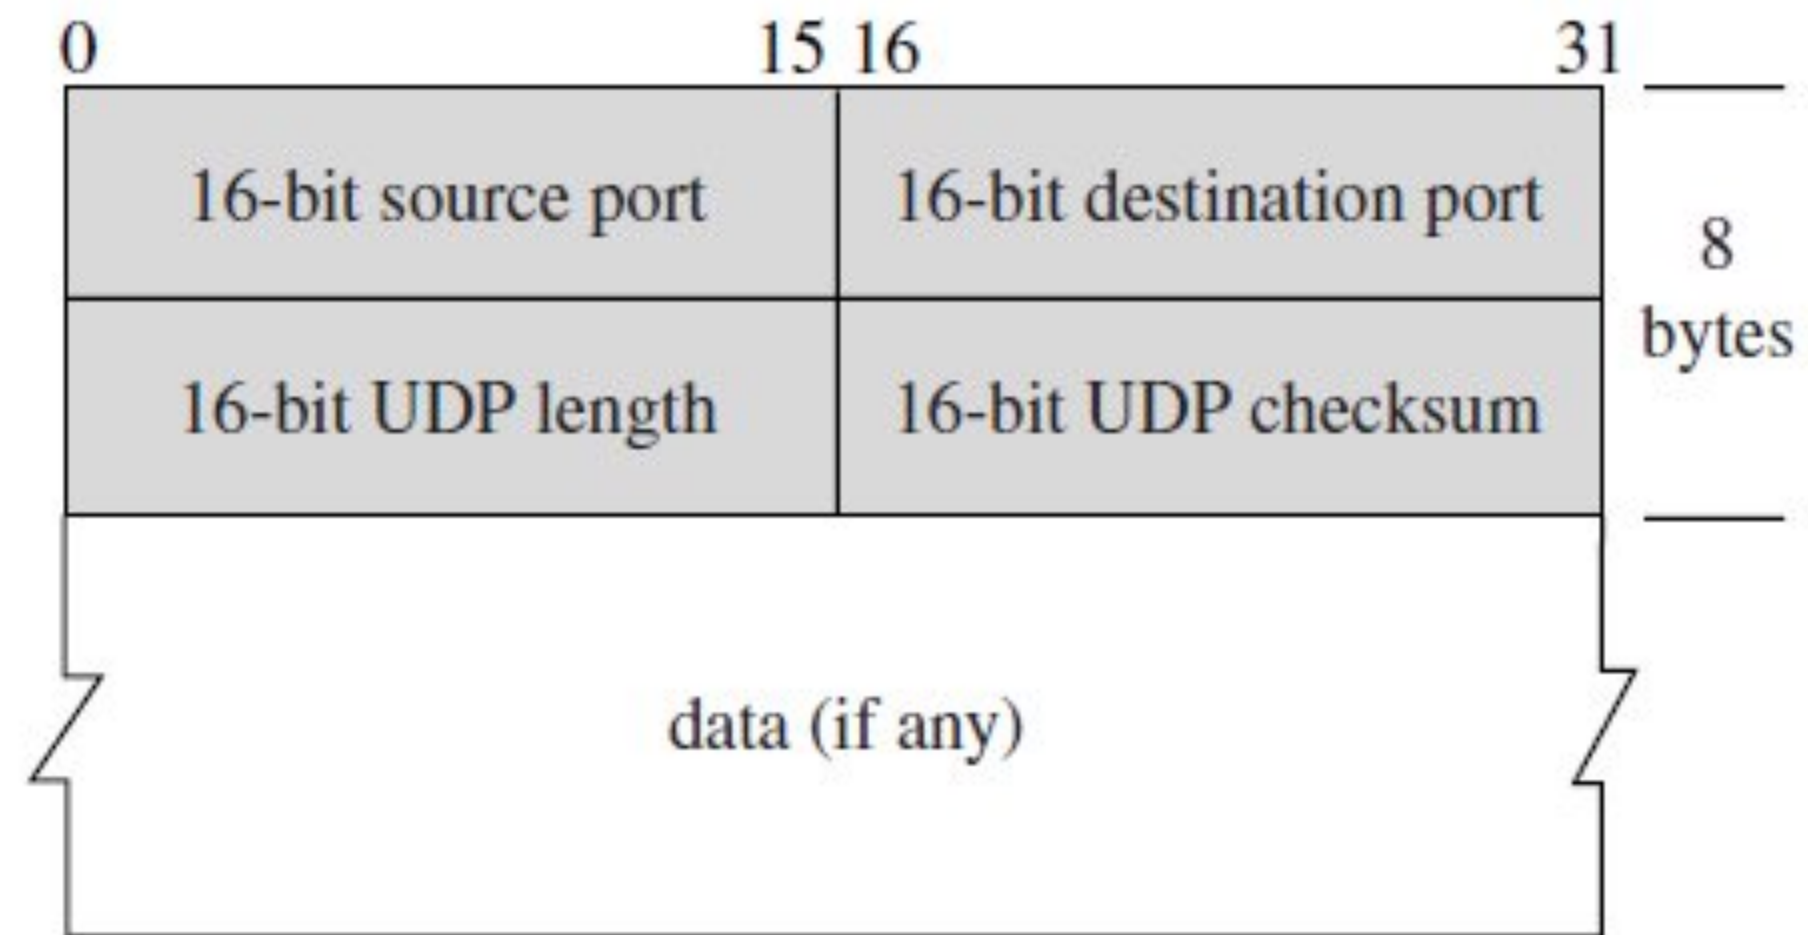 0 15 16 31
16-bit source port 16-bit destination port
8
bytes
16-bit UDP length 16-bit UDP checksum
data (if any)